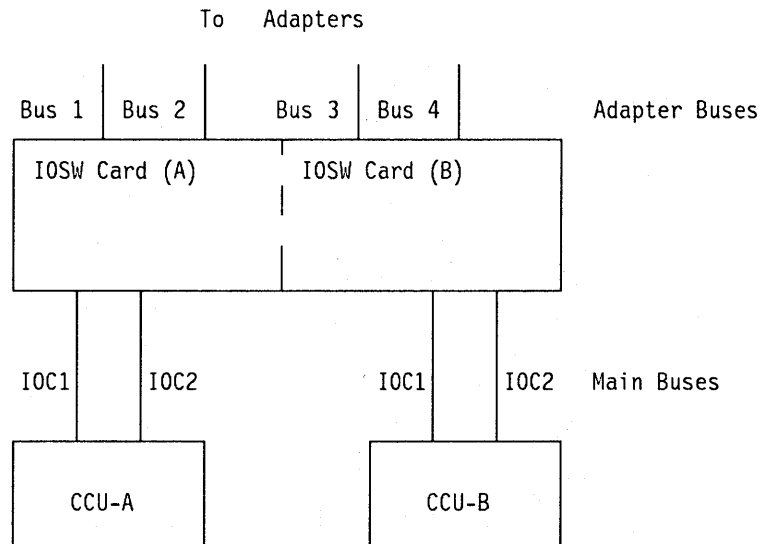 To Adapters
Bus 1 Bus 2 Bus 3 Bus 4 Adapter Buses
IOSW Card (A) IOSW Card (B)
IOC1 IOC2 IOC1 IOC2 Main Buses
CCU-A CCU-B